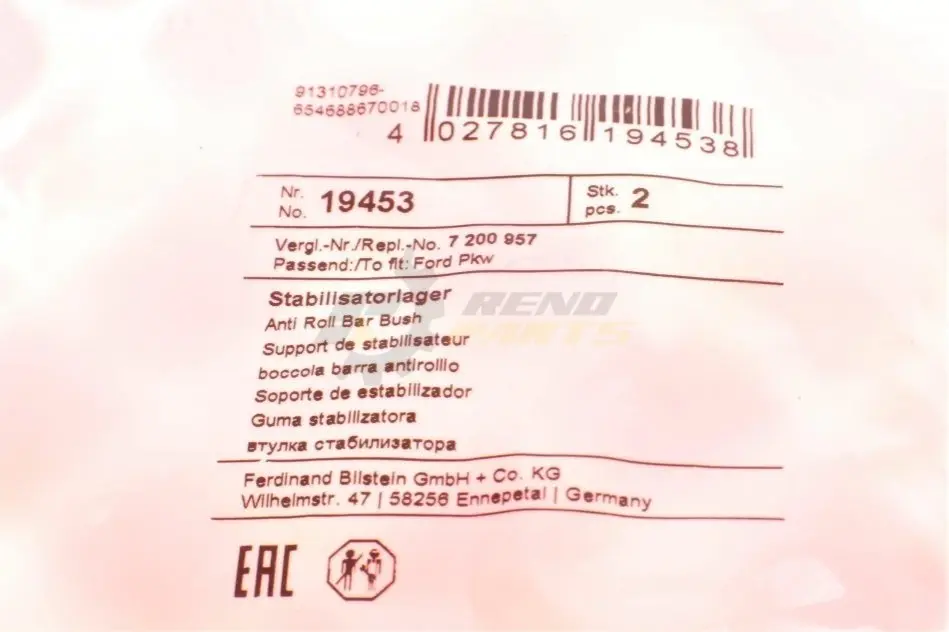 91310796-
654688670018
4 027816 194538
Nr.
No. 19453
Stk.
pcs. 2
Vergl.-Nr./Repl.-No. 7 200 957
Passend:/To fit: Ford Pkw
Stabilisatorlager
Anti Roll Bar Bush
Support de stabilisateur
boccola barra antirollio
Soporte de estabilizador
Guma stabilizatora
втулка стабилизатора
RENO
PARTS
Ferdinand Bilstein GmbH + Co. KG
Wilhelmstr. 47 | 58256 Ennepetal | Germany
EAC